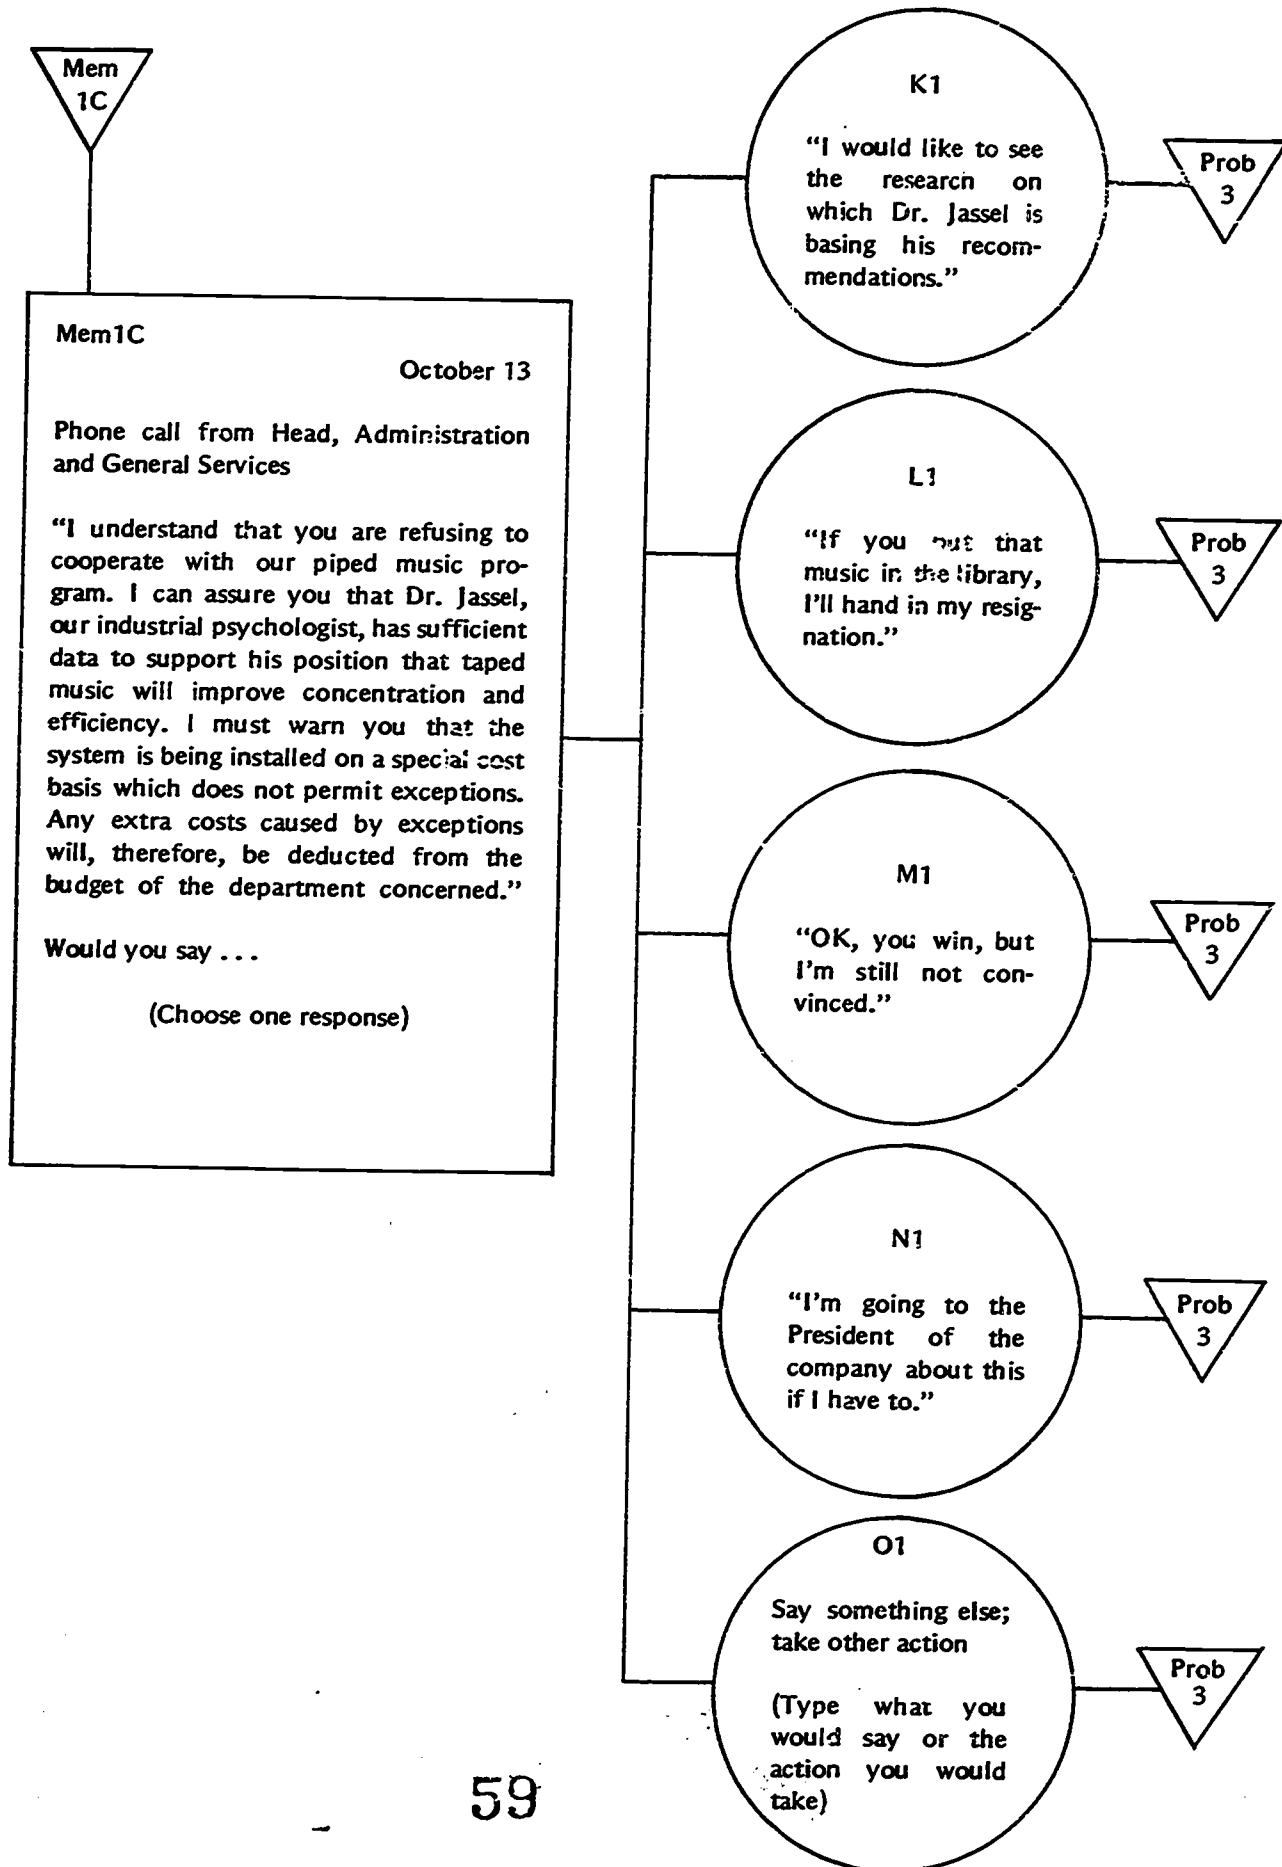 Mem
1C
Mem1C
October 13
Phone call from Head, Administration
and General Services
“I understand that you are refusing to
cooperate with our piped music pro-
gram. I can assure you that Dr. Jassel,
our industrial psychologist, has sufficient
data to support his position that taped
music will improve concentration and
efficiency. I must warn you that the
system is being installed on a special cost
basis which does not permit exceptions.
Any extra costs caused by exceptions
will, therefore, be deducted from the
budget of the department concerned.”
Would you say ...
(Choose one response)
K1
“I would like to see
the research on
which Dr. Jassel is
basing his recom-
mendations.”
Prob
3
L1
“If you put that
music in the library,
I’ll hand in my resig-
nation.”
Prob
3
M1
“OK, you win, but
I’m still not con-
vinced.”
Prob
3
N1
“I’m going to the
President of the
company about this
if I have to.”
Prob
3
O1
Say something else;
take other action
(Type what you
would say or the
action you would
take)
Prob
3
59